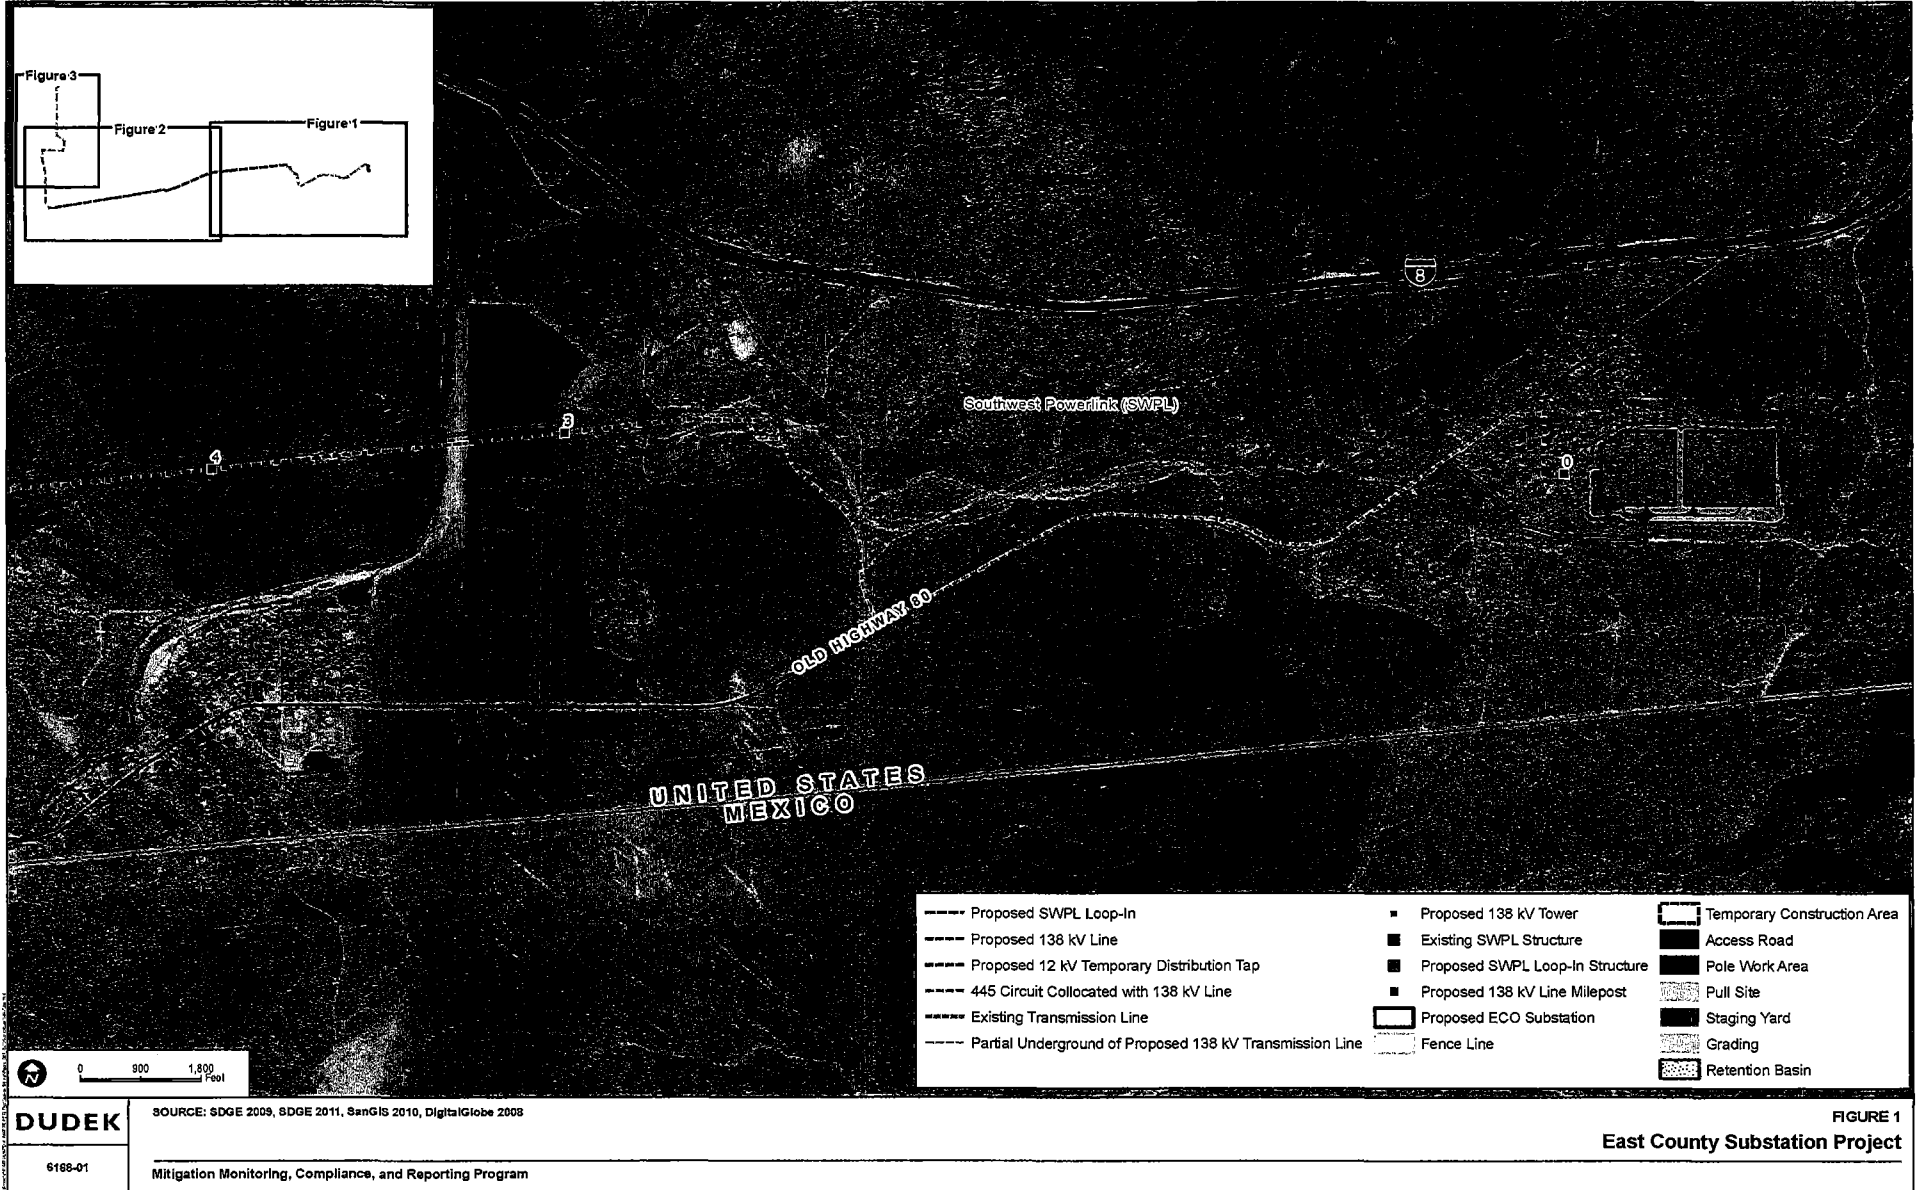 Figure 3
Figure 2
Figure 1
8
Southwest Powerlink (SWPL)
3
4
0
OLD HIGHWAY 80
UNITED STATES
MEXICO
Proposed SWPL Loop-In
Proposed 138 kV Line
Proposed 12 kV Temporary Distribution Tap
445 Circuit Collocated with 138 kV Line
Existing Transmission Line
Partial Underground of Proposed 138 kV Transmission Line
Proposed 138 kV Tower
Existing SWPL Structure
Proposed SWPL Loop-In Structure
Proposed 138 kV Line Milepost
Proposed ECO Substation
Fence Line
Temporary Construction Area
Access Road
Pole Work Area
Pull Site
Staging Yard
Grading
Retention Basin
N
0 900 1,800
Feet
DUDEK
6168-01
SOURCE: SDGE 2009, SDGE 2011, SanGIS 2010, DigitalGlobe 2008
Mitigation Monitoring, Compliance, and Reporting Program
FIGURE 1
East County Substation Project